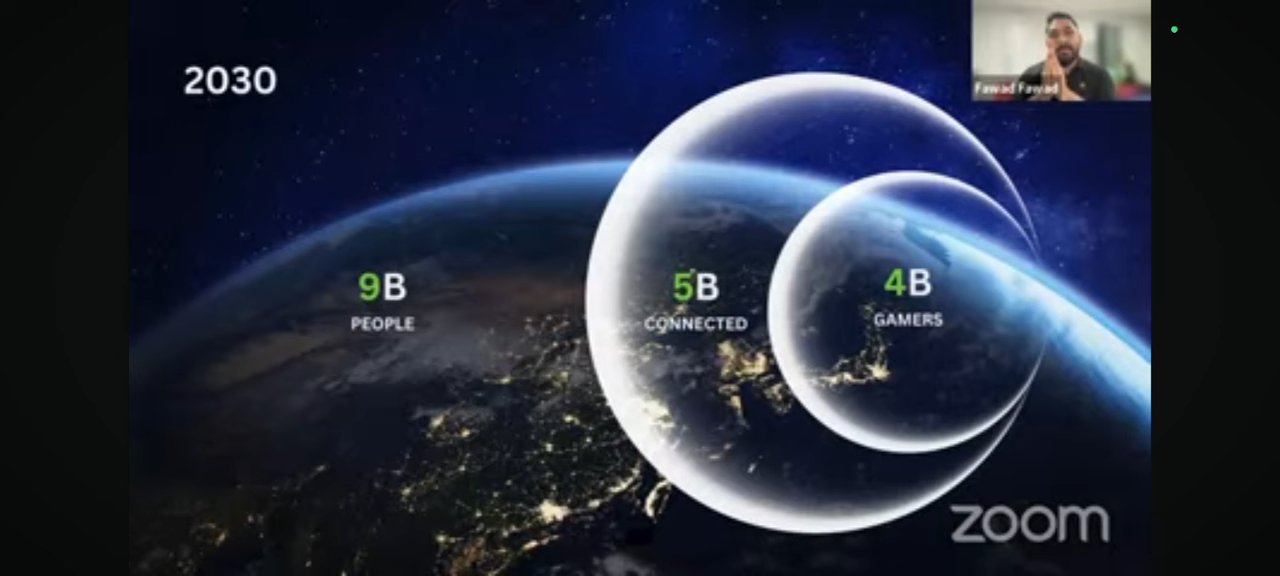 2030
Fawad Fawad
9B
PEOPLE
5B
CONNECTED
4B
GAMERS
zoom